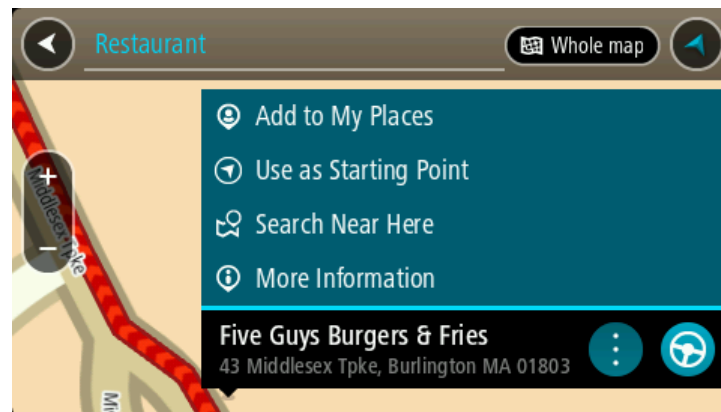 Restaurant
Whole map
Add to My Places
Use as Starting Point
Search Near Here
More Information
Middlesex Tpke
Five Guys Burgers & Fries
43 Middlesex Tpke, Burlington MA 01803
Mi